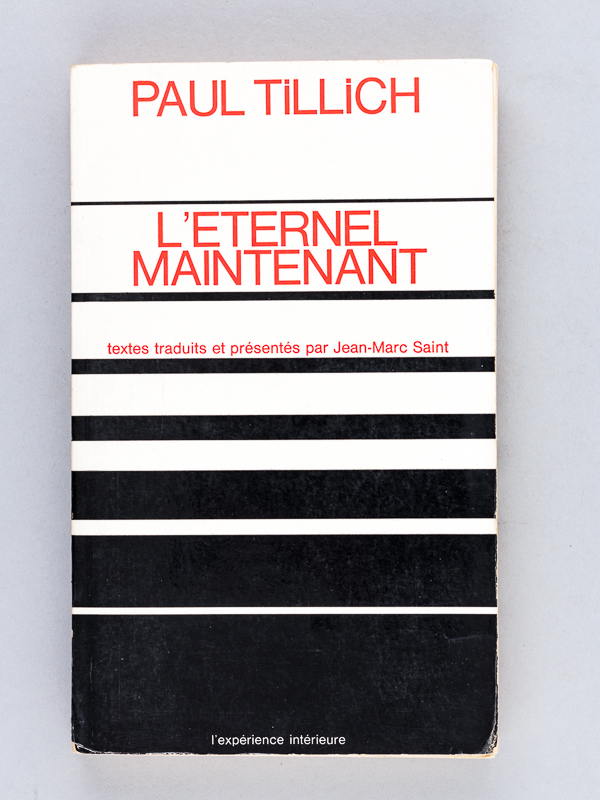 PAUL TiLLiCH
L'ETERNEL
MAINTENANT
textes traduits et présentés par Jean-Marc Saint
l'expérience intérieure